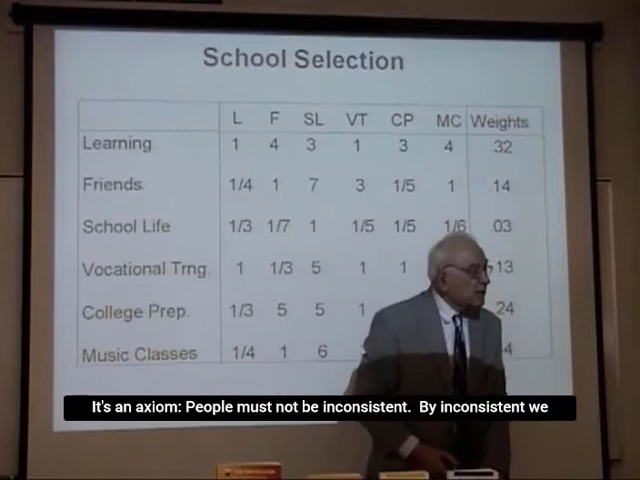 School Selection
L F SL VT CP MC Weights
Learning 1 4 3 1 3 4 .32
Friends 1/4 1 7 3 1/5 1 .14
School Life 1/3 1/7 1 1/5 1/5 1/6 .03
Vocational Trng. 1 1/3 5 1 1 13
College Prep. 1/3 5 5 1 24
Music Classes 1/4 1 6 4
It's an axiom: People must not be inconsistent. By inconsistent we